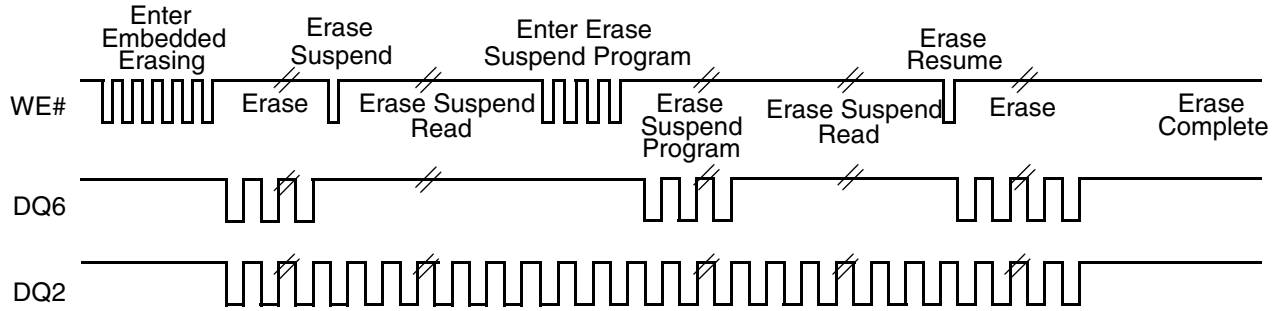 Enter
Embedded
Erasing
Erase
Suspend
Enter Erase
Suspend Program
Erase
Resume
WE#
Erase
Erase Suspend
Read
Erase
Suspend
Program
Erase Suspend
Read
Erase
Erase
Complete
DQ6
DQ2